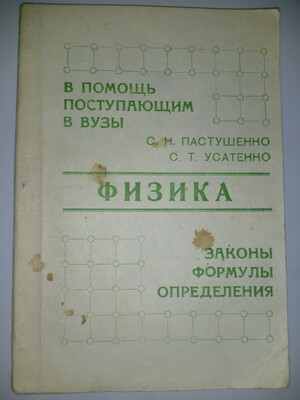 В ПОМОЩЬ
ПОСТУПАЮЩИМ
В ВУЗЫ
С. Н. ПАСТУШЕНКО
С. Т. УСАТЕНКО
ФИЗИКА
ЗАКОНЫ
ФОРМУЛЫ
ОПРЕДЕЛЕНИЯ